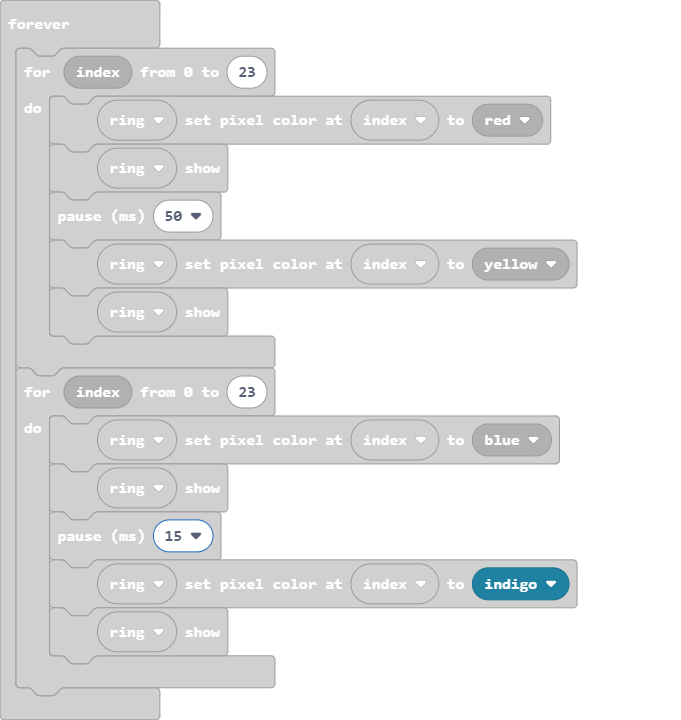 forever
for index from 0 to 23
do
ring set pixel color at index to red
ring show
pause (ms) 50
ring set pixel color at index to yellow
ring show
for index from 0 to 23
do
ring set pixel color at index to blue
ring show
pause (ms) 15
ring set pixel color at index to indigo
ring show